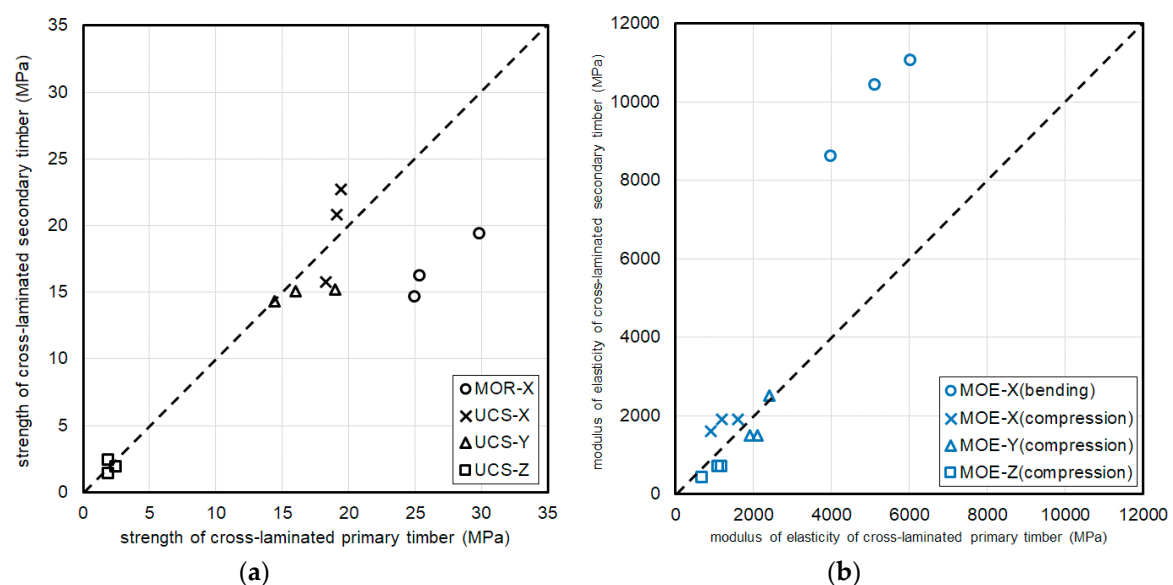 strength of cross-laminated secondary timber (MPa)
35
30
25
20
15
10
5
0
0 5 10 15 20 25 30 35
strength of cross-laminated primary timber (MPa)
MOR-X
UCS-X
UCS-Y
UCS-Z
(a)
modulus of elasticity of cross-laminated secondary timber (MPa)
12000
10000
8000
6000
4000
2000
0
0 2000 4000 6000 8000 10000 12000
modulus of elasticity of cross-laminated primary timber (MPa)
MOE-X(bending)
MOE-X(compression)
MOE-Y(compression)
MOE-Z(compression)
(b)